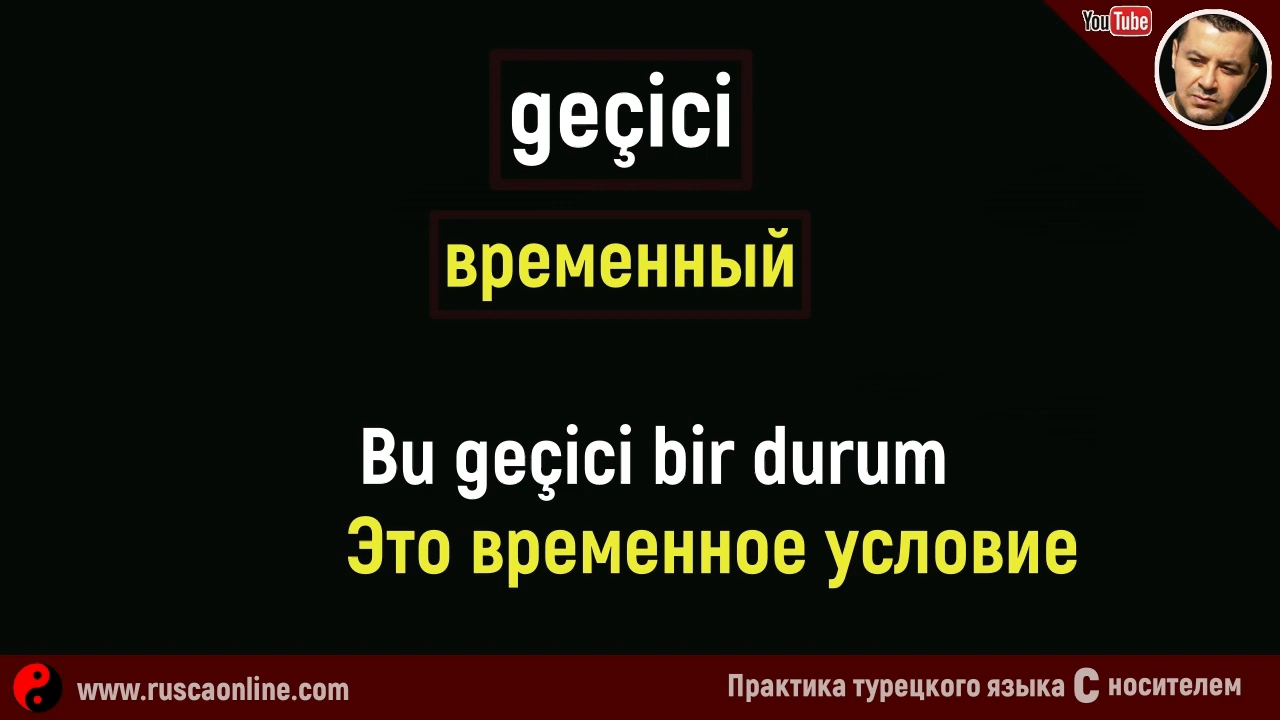 YouTube
geçici
временный
Bu geçici bir durum
Это временное условие
www.ruscaonline.com
Практика турецкого языка С носителем